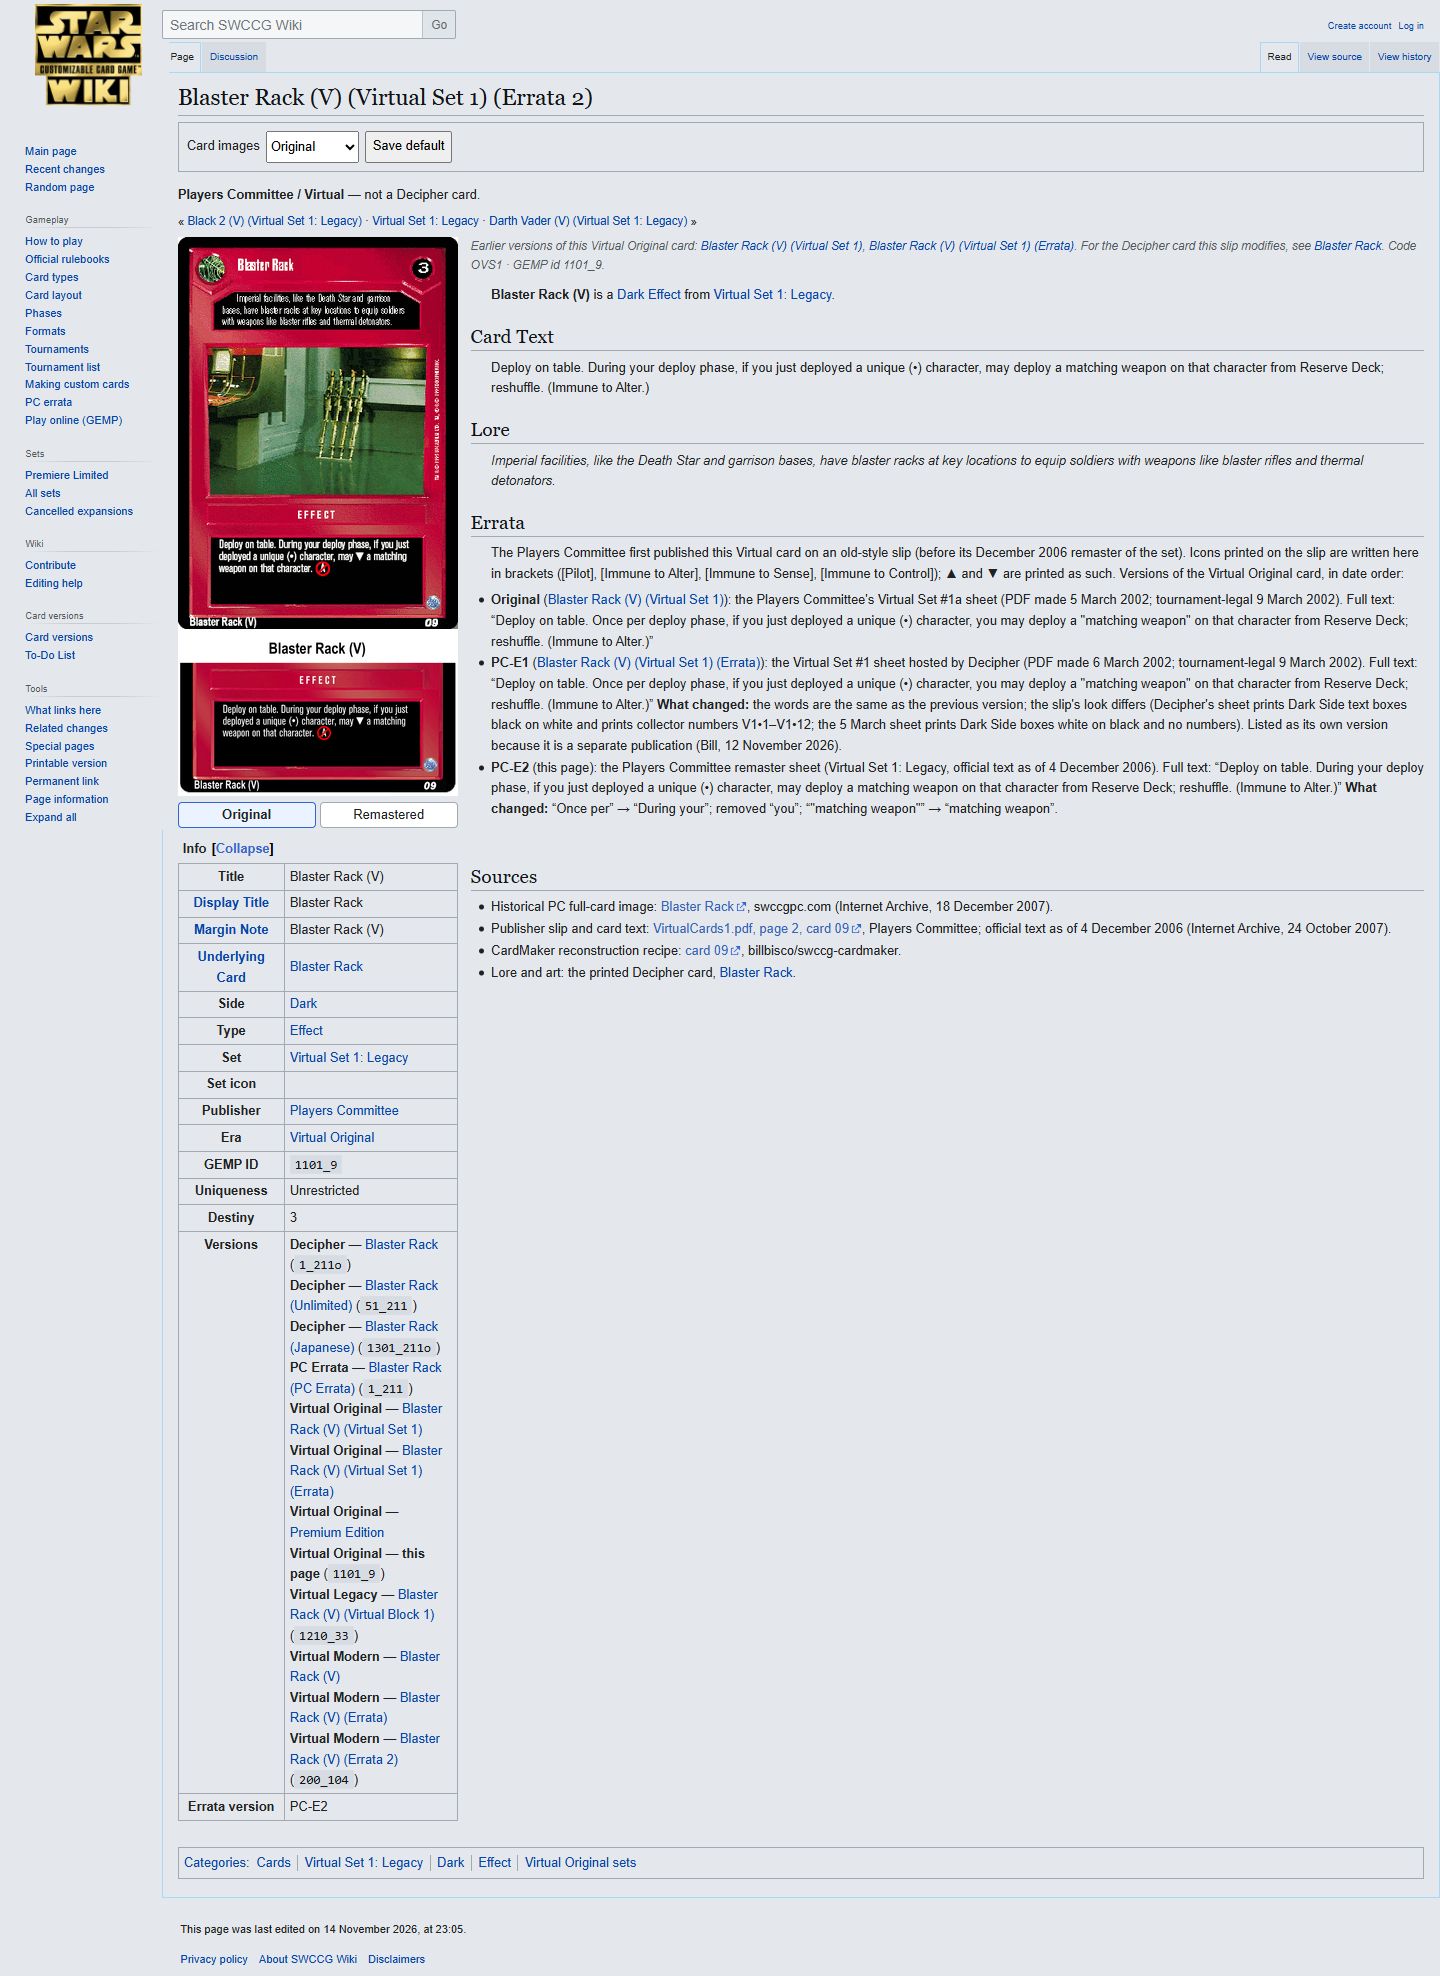 STAR
WARS
CUSTOMIZABLE CARD GAME
WIKI
Search SWCCG Wiki
Go
Create account Log in
Page Discussion
Read View source View history
Main page
Recent changes
Random page
Gameplay
How to play
Official rulebooks
Card types
Card layout
Phases
Formats
Tournaments
Tournament list
Making custom cards
PC errata
Play online (GEMP)
Sets
Premiere Limited
All sets
Cancelled expansions
Wiki
Contribute
Editing help
Card versions
Card versions
To-Do List
Tools
What links here
Related changes
Special pages
Printable version
Permanent link
Page information
Expand all
Blaster Rack (V) (Virtual Set 1) (Errata 2)
Card images Original Save default
Players Committee / Virtual — not a Decipher card.
« Black 2 (V) (Virtual Set 1: Legacy) · Virtual Set 1: Legacy · Darth Vader (V) (Virtual Set 1: Legacy) »
Blaster Rack
3
Imperial facilities, like the Death Star and garrison
bases, have blaster racks at key locations to equip soldiers
with weapons like blaster rifles and thermal detonators.
EFFECT
Deploy on table. During your deploy phase, if you just
deployed a unique (•) character, may ▼ a matching
weapon on that character.
Blaster Rack (V) 09
Blaster Rack (V)
EFFECT
Deploy on table. During your deploy phase, if you just
deployed a unique (•) character, may ▼ a matching
weapon on that character.
Blaster Rack (V) 09
Original Remastered
Info [Collapse]
Title Blaster Rack (V)
Display Title Blaster Rack
Margin Note Blaster Rack (V)
Underlying
Card Blaster Rack
Side Dark
Type Effect
Set Virtual Set 1: Legacy
Set icon
Publisher Players Committee
Era Virtual Original
GEMP ID 1101_9
Uniqueness Unrestricted
Destiny 3
Versions Decipher — Blaster Rack
( 1_211o )
Decipher — Blaster Rack
(Unlimited) ( 51_211 )
Decipher — Blaster Rack
(Japanese) ( 1301_211o )
PC Errata — Blaster Rack
(PC Errata) ( 1_211 )
Virtual Original — Blaster
Rack (V) (Virtual Set 1)
Virtual Original — Blaster
Rack (V) (Virtual Set 1)
(Errata)
Virtual Original —
Premium Edition
Virtual Original — this
page ( 1101_9 )
Virtual Legacy — Blaster
Rack (V) (Virtual Block 1)
( 1210_33 )
Virtual Modern — Blaster
Rack (V)
Virtual Modern — Blaster
Rack (V) (Errata)
Virtual Modern — Blaster
Rack (V) (Errata 2)
( 200_104 )
Errata version PC-E2
Earlier versions of this Virtual Original card: Blaster Rack (V) (Virtual Set 1), Blaster Rack (V) (Virtual Set 1) (Errata). For the Decipher card this slip modifies, see Blaster Rack. Code
OVS1 · GEMP id 1101_9.
Blaster Rack (V) is a Dark Effect from Virtual Set 1: Legacy.
Card Text
Deploy on table. During your deploy phase, if you just deployed a unique (•) character, may deploy a matching weapon on that character from Reserve Deck;
reshuffle. (Immune to Alter.)
Lore
Imperial facilities, like the Death Star and garrison bases, have blaster racks at key locations to equip soldiers with weapons like blaster rifles and thermal
detonators.
Errata
The Players Committee first published this Virtual card on an old-style slip (before its December 2006 remaster of the set). Icons printed on the slip are written here
in brackets ([Pilot], [Immune to Alter], [Immune to Sense], [Immune to Control]); ▲ and ▼ are printed as such. Versions of the Virtual Original card, in date order:
• Original (Blaster Rack (V) (Virtual Set 1)): the Players Committee's Virtual Set #1a sheet (PDF made 5 March 2002; tournament-legal 9 March 2002). Full text:
“Deploy on table. Once per deploy phase, if you just deployed a unique (•) character, you may deploy a "matching weapon" on that character from Reserve Deck;
reshuffle. (Immune to Alter.)”
• PC-E1 (Blaster Rack (V) (Virtual Set 1) (Errata)): the Virtual Set #1 sheet hosted by Decipher (PDF made 6 March 2002; tournament-legal 9 March 2002). Full text:
“Deploy on table. Once per deploy phase, if you just deployed a unique (•) character, you may deploy a "matching weapon" on that character from Reserve Deck;
reshuffle. (Immune to Alter.)” What changed: the words are the same as the previous version; the slip's look differs (Decipher's sheet prints Dark Side text boxes
black on white and prints collector numbers V1•1–V1•12; the 5 March sheet prints Dark Side boxes white on black and no numbers). Listed as its own version
because it is a separate publication (Bill, 12 November 2026).
• PC-E2 (this page): the Players Committee remaster sheet (Virtual Set 1: Legacy, official text as of 4 December 2006). Full text: “Deploy on table. During your deploy
phase, if you just deployed a unique (•) character, may deploy a matching weapon on that character from Reserve Deck; reshuffle. (Immune to Alter.)” What
changed: “Once per” → “During your”; removed “you”; “"matching weapon"” → “matching weapon”.
Sources
• Historical PC full-card image: Blaster Rack, swccgpc.com (Internet Archive, 18 December 2007).
• Publisher slip and card text: VirtualCards1.pdf, page 2, card 09, Players Committee; official text as of 4 December 2006 (Internet Archive, 24 October 2007).
• CardMaker reconstruction recipe: card 09, billbisco/swccg-cardmaker.
• Lore and art: the printed Decipher card, Blaster Rack.
Categories: Cards | Virtual Set 1: Legacy | Dark | Effect | Virtual Original sets
This page was last edited on 14 November 2026, at 23:05.
Privacy policy About SWCCG Wiki Disclaimers